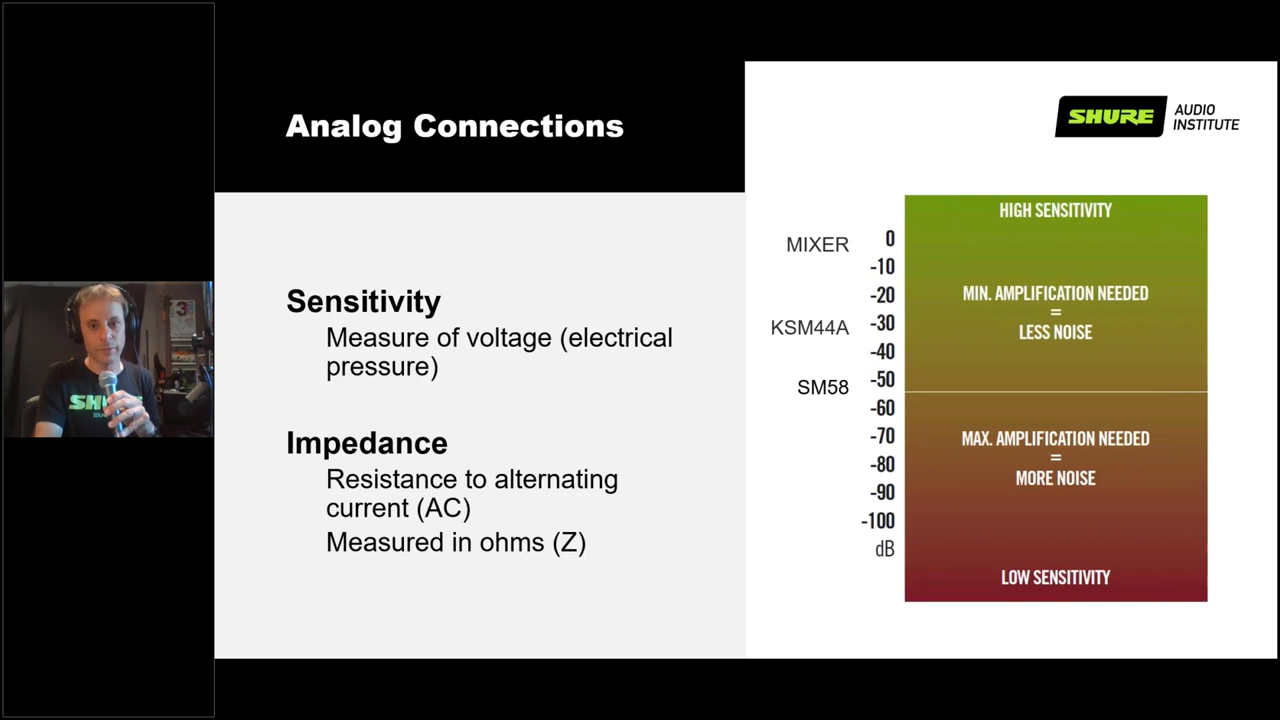 Analog Connections
SHURE
AUDIO
INSTITUTE
Sensitivity
Measure of voltage (electrical
pressure)
Impedance
Resistance to alternating
current (AC)
Measured in ohms (Z)
MIXER
KSM44A
SM58
0
-10
-20
-30
-40
-50
-60
-70
-80
-90
-100
dB
HIGH SENSITIVITY
MIN. AMPLIFICATION NEEDED
=
LESS NOISE
MAX. AMPLIFICATION NEEDED
=
MORE NOISE
LOW SENSITIVITY
3